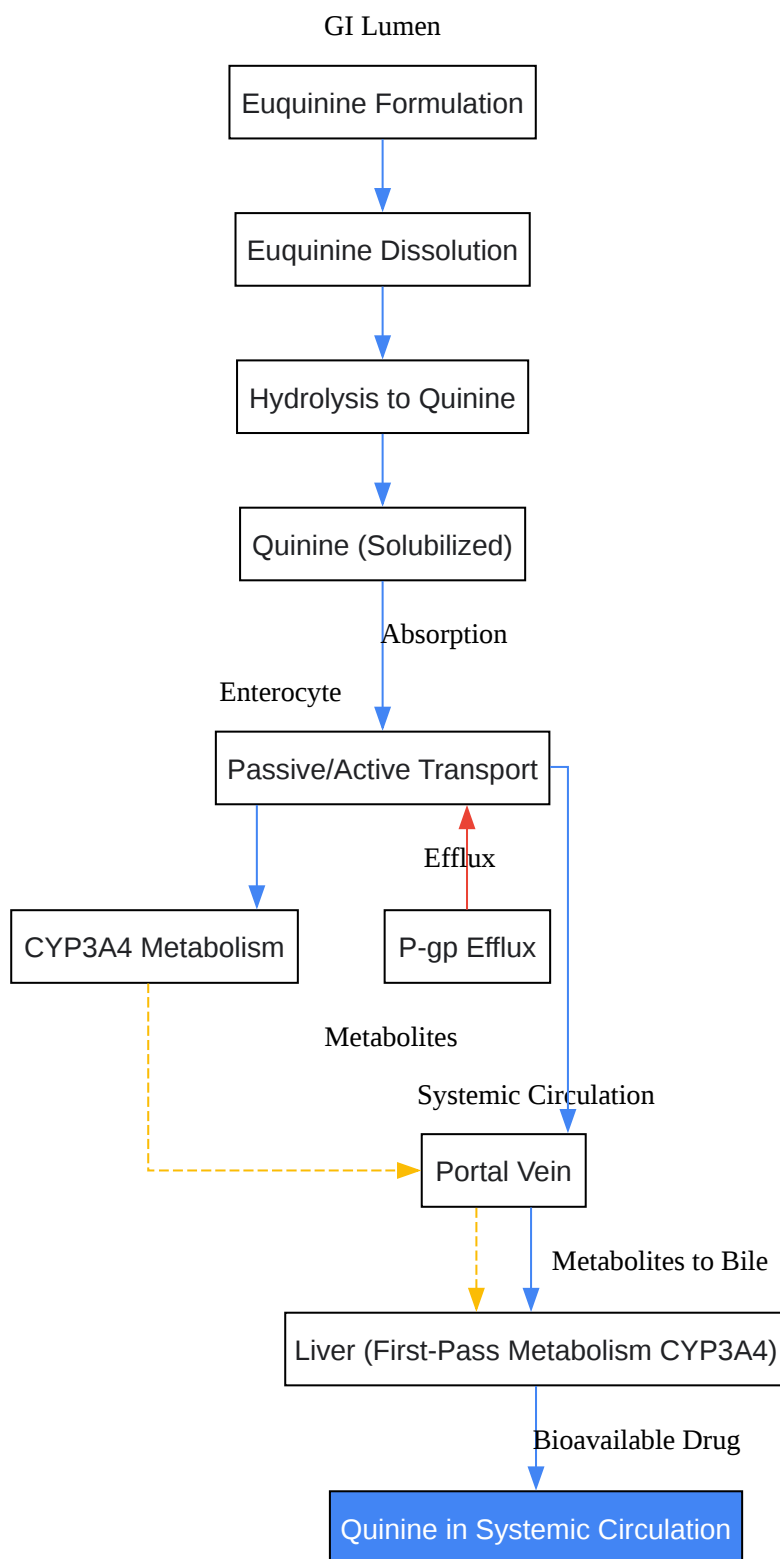 GI Lumen
Euquinine Formulation
Euquinine Dissolution
Hydrolysis to Quinine
Quinine (Solubilized)
Absorption
Enterocyte
Passive/Active Transport
Efflux
CYP3A4 Metabolism
P-gp Efflux
Metabolites
Systemic Circulation
Portal Vein
Metabolites to Bile
Liver (First-Pass Metabolism CYP3A4)
Bioavailable Drug
Quinine in Systemic Circulation